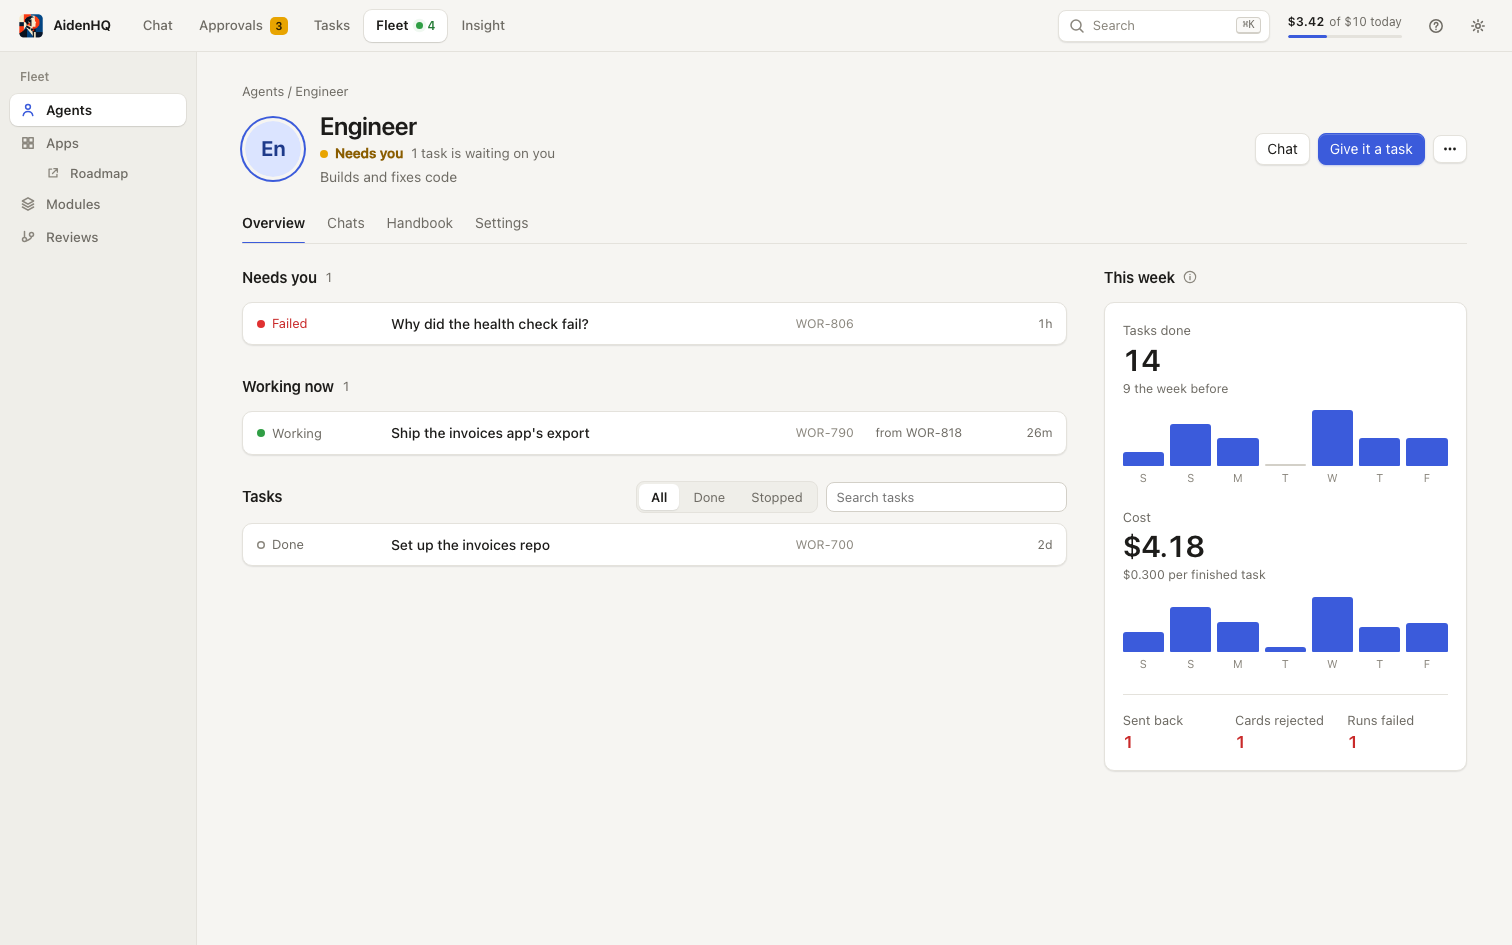 AidenHQ
Chat
Approvals 3
Tasks
Fleet 4
Insight
Search ⌘K
$3.42 of $10 today
Fleet
Agents
Apps
Roadmap
Modules
Reviews
Agents / Engineer
En
Engineer
Needs you 1 task is waiting on you
Builds and fixes code
Chat
Give it a task
Overview
Chats
Handbook
Settings
Needs you 1
Failed Why did the health check fail? WOR-806 1h
Working now 1
Working Ship the invoices app's export WOR-790 from WOR-818 26m
Tasks
All Done Stopped
Search tasks
Done Set up the invoices repo WOR-700 2d
This week
Tasks done
14
9 the week before
S S M T W T F
Cost
$4.18
$0.300 per finished task
S S M T W T F
Sent back Cards rejected Runs failed
1 1 1